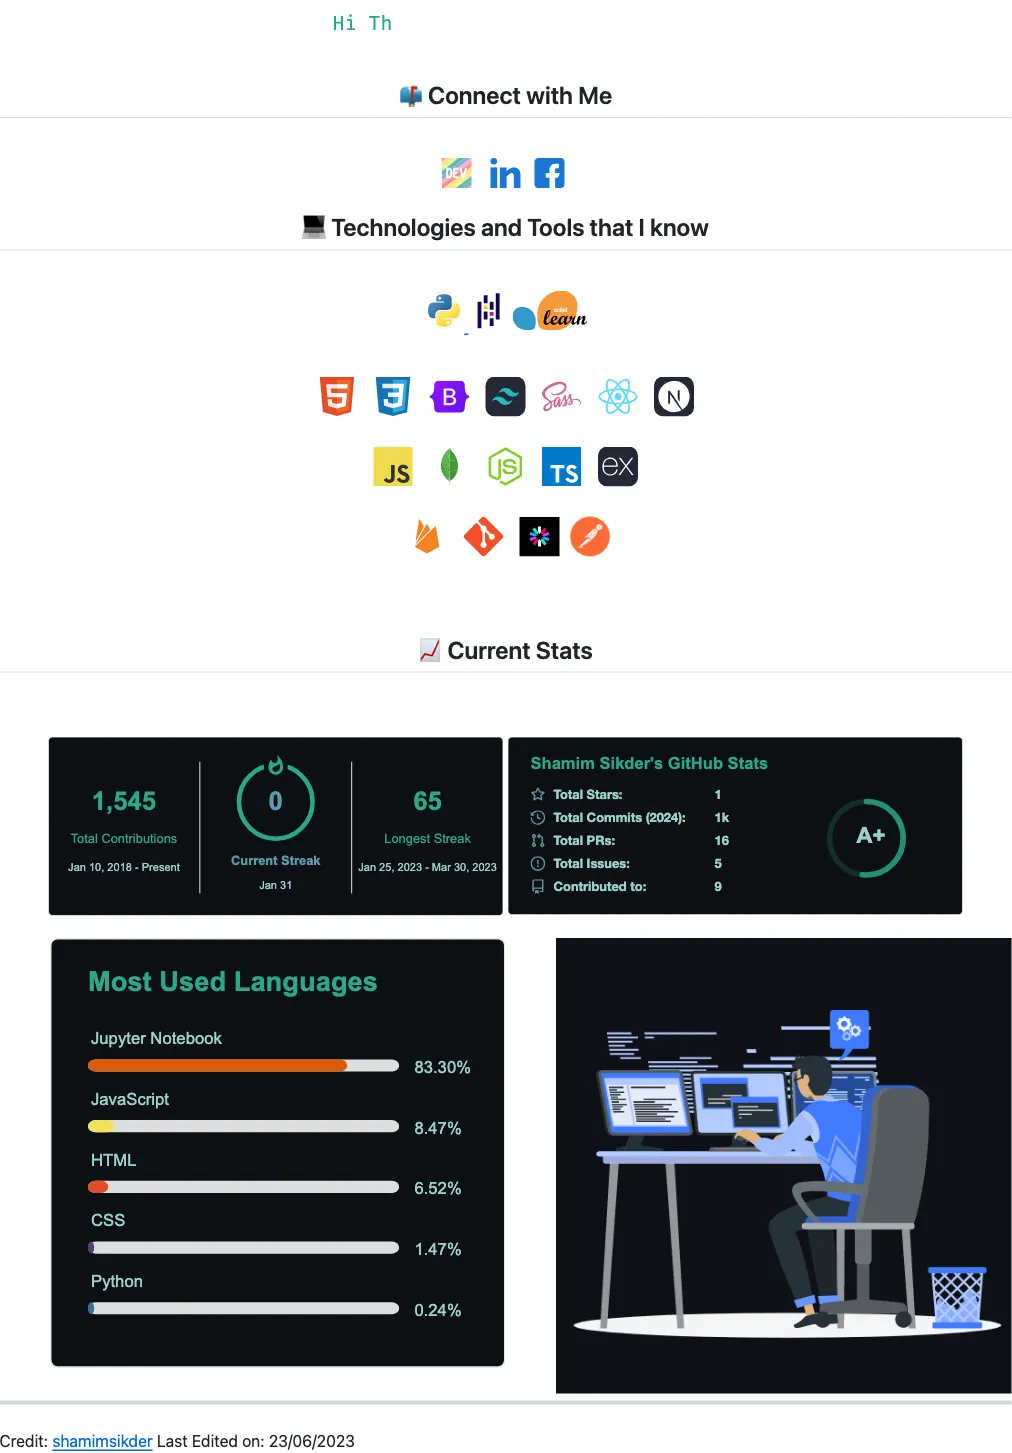 Hi Th
Connect with Me
DEV in f
Technologies and Tools that I know
learn
5 3 B Sass N
JS JS TS ex
Current Stats
1,545
Total Contributions
Jan 10, 2018 - Present
0
Current Streak
Jan 31
65
Longest Streak
Jan 25, 2023 - Mar 30, 2023
Shamim Sikder's GitHub Stats
Total Stars: 1
Total Commits (2024): 1k
Total PRs: 16
Total Issues: 5
Contributed to: 9
A+
Most Used Languages
Jupyter Notebook
83.30%
JavaScript
8.47%
HTML
6.52%
CSS
1.47%
Python
0.24%
Credit: shamimsikder Last Edited on: 23/06/2023